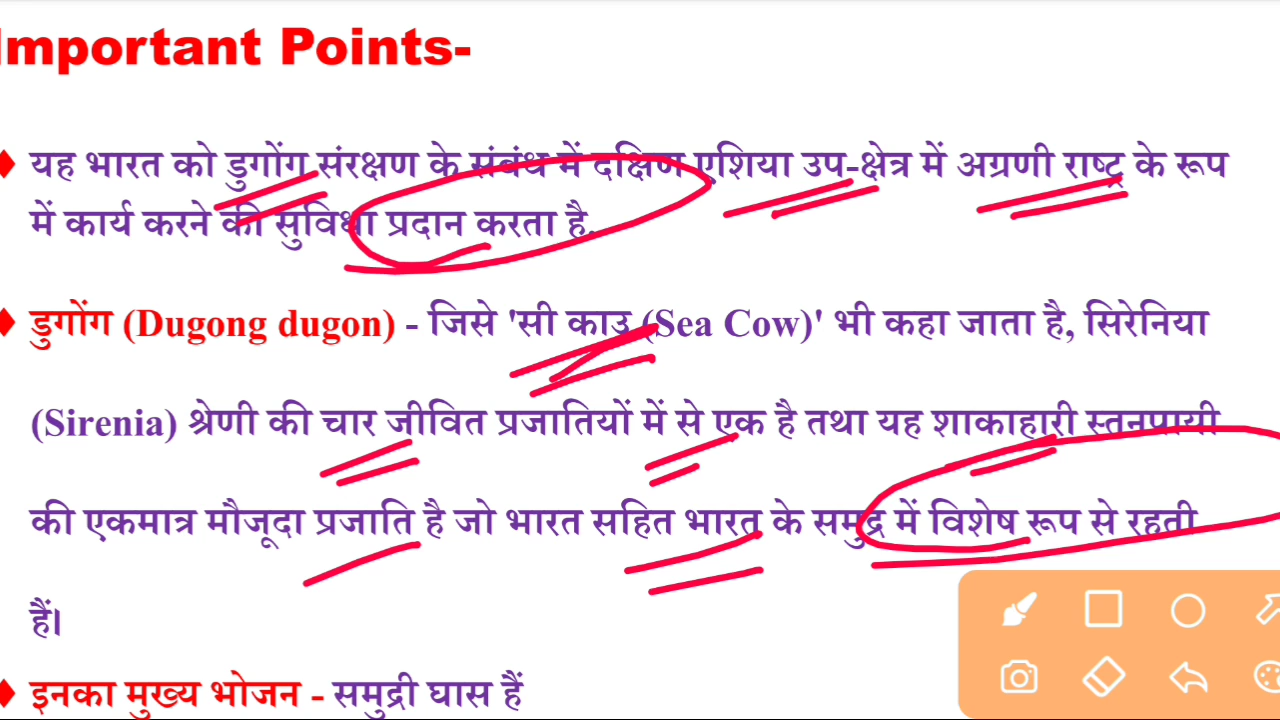 Important Points-
यह भारत को डुगोंग संरक्षण के संबंध में दक्षिण एशिया उप-क्षेत्र में अग्रणी राष्ट्र के रूप
में कार्य करने की सुविधा प्रदान करता है.
डुगोंग (Dugong dugon) - जिसे 'सी काउ (Sea Cow)' भी कहा जाता है, सिरेनिया
(Sirenia) श्रेणी की चार जीवित प्रजातियों में से एक है तथा यह शाकाहारी स्तनपायी
की एकमात्र मौजूदा प्रजाति है जो भारत सहित भारत के समुद्र में विशेष रूप से रहती
हैं।
इनका मुख्य भोजन - समुद्री घास हैं